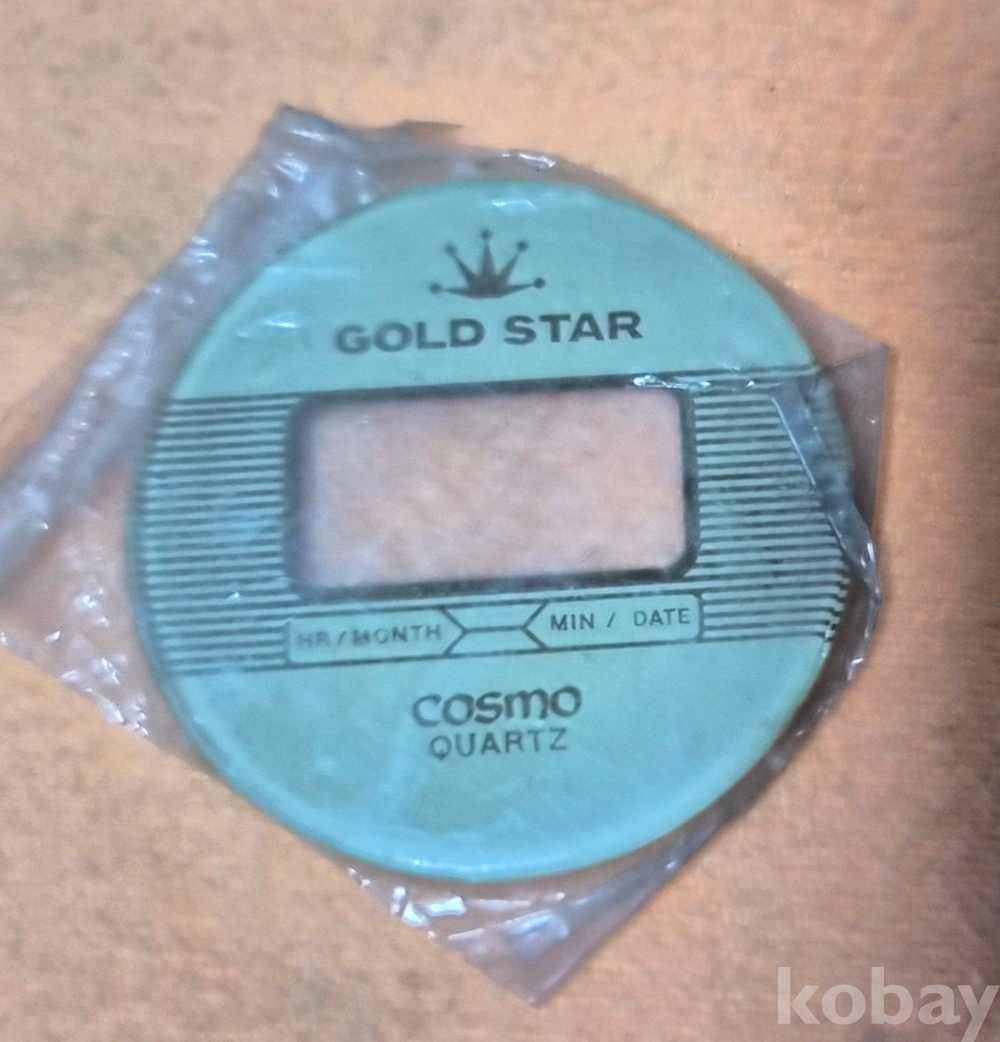 GOLD STAR
HR / MONTH MIN / DATE
COSMO
QUARTZ
kobay